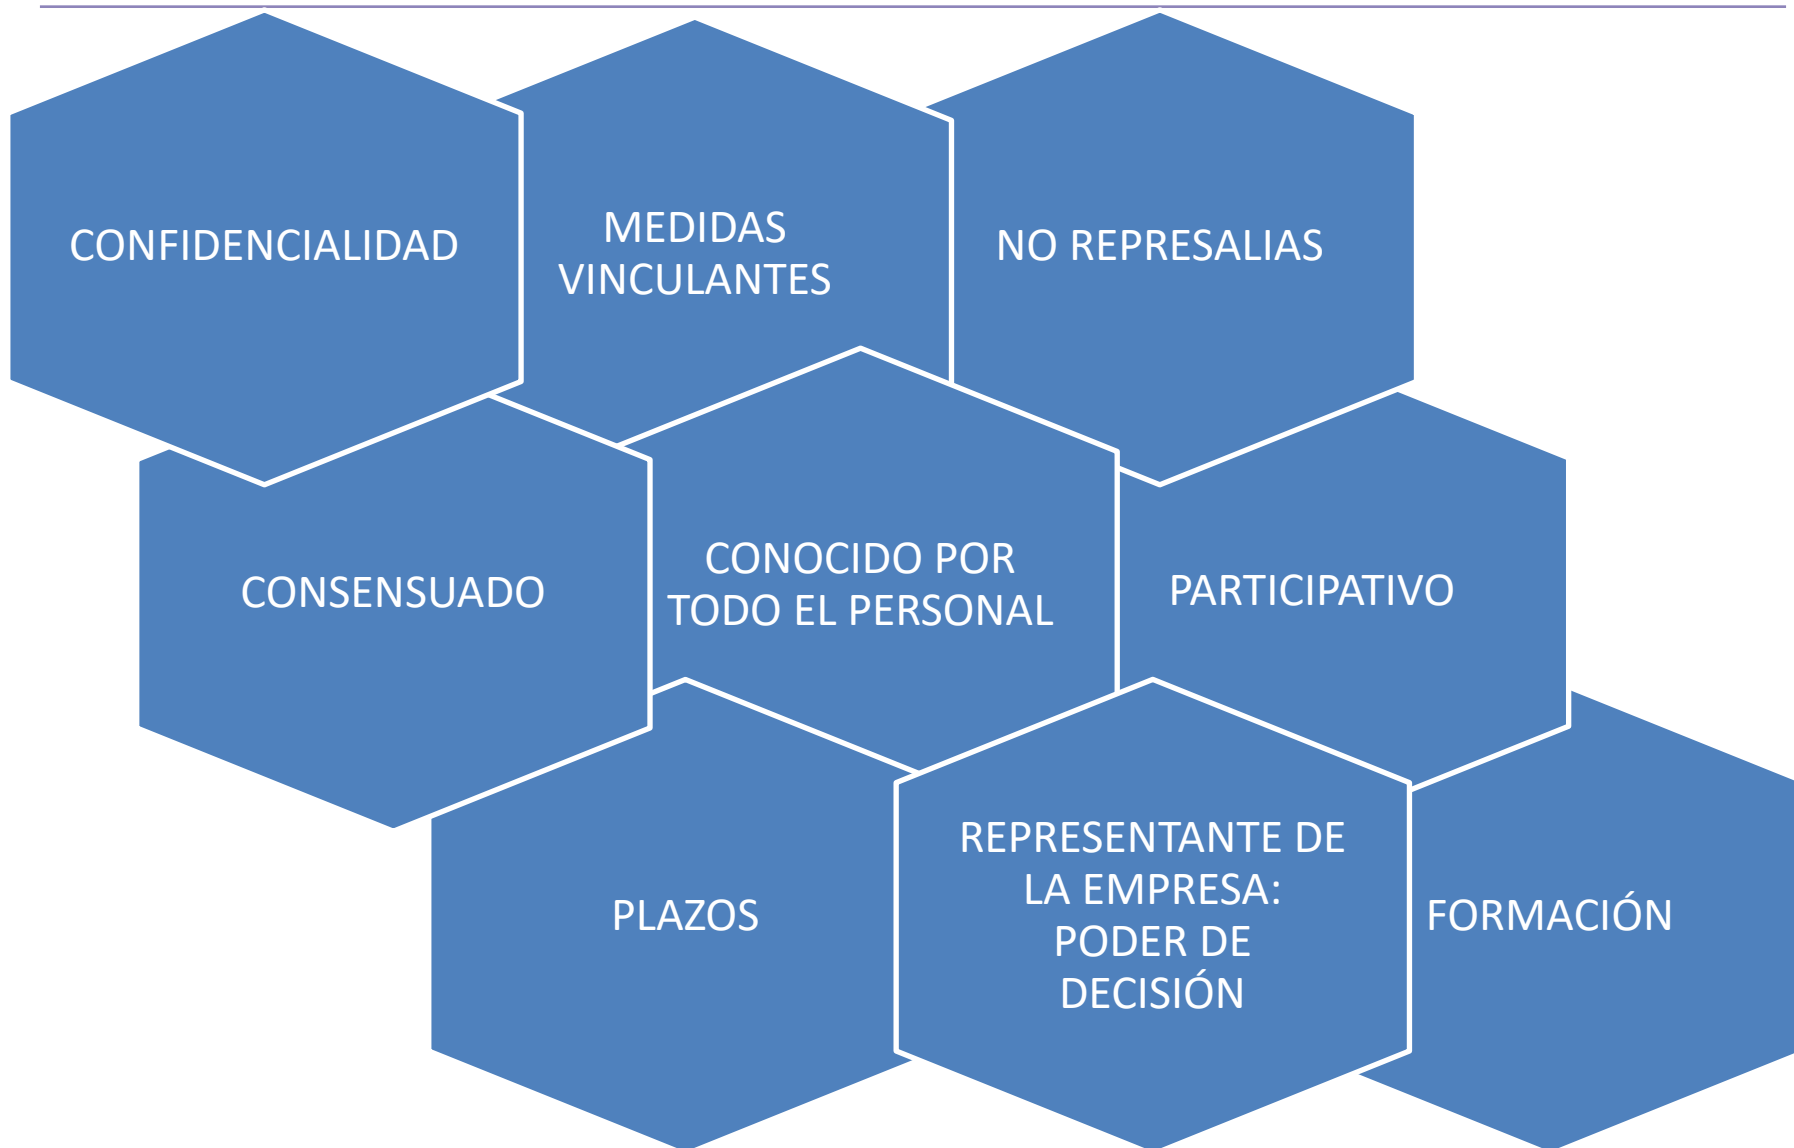 CONFIDENCIALIDAD
MEDIDAS
VINCULANTES
NO REPRESALIAS
CONSENSUADO
CONOCIDO POR
TODO EL PERSONAL
PARTICIPATIVO
PLAZOS
REPRESENTANTE DE
LA EMPRESA:
PODER DE
DECISIÓN
FORMACIÓN